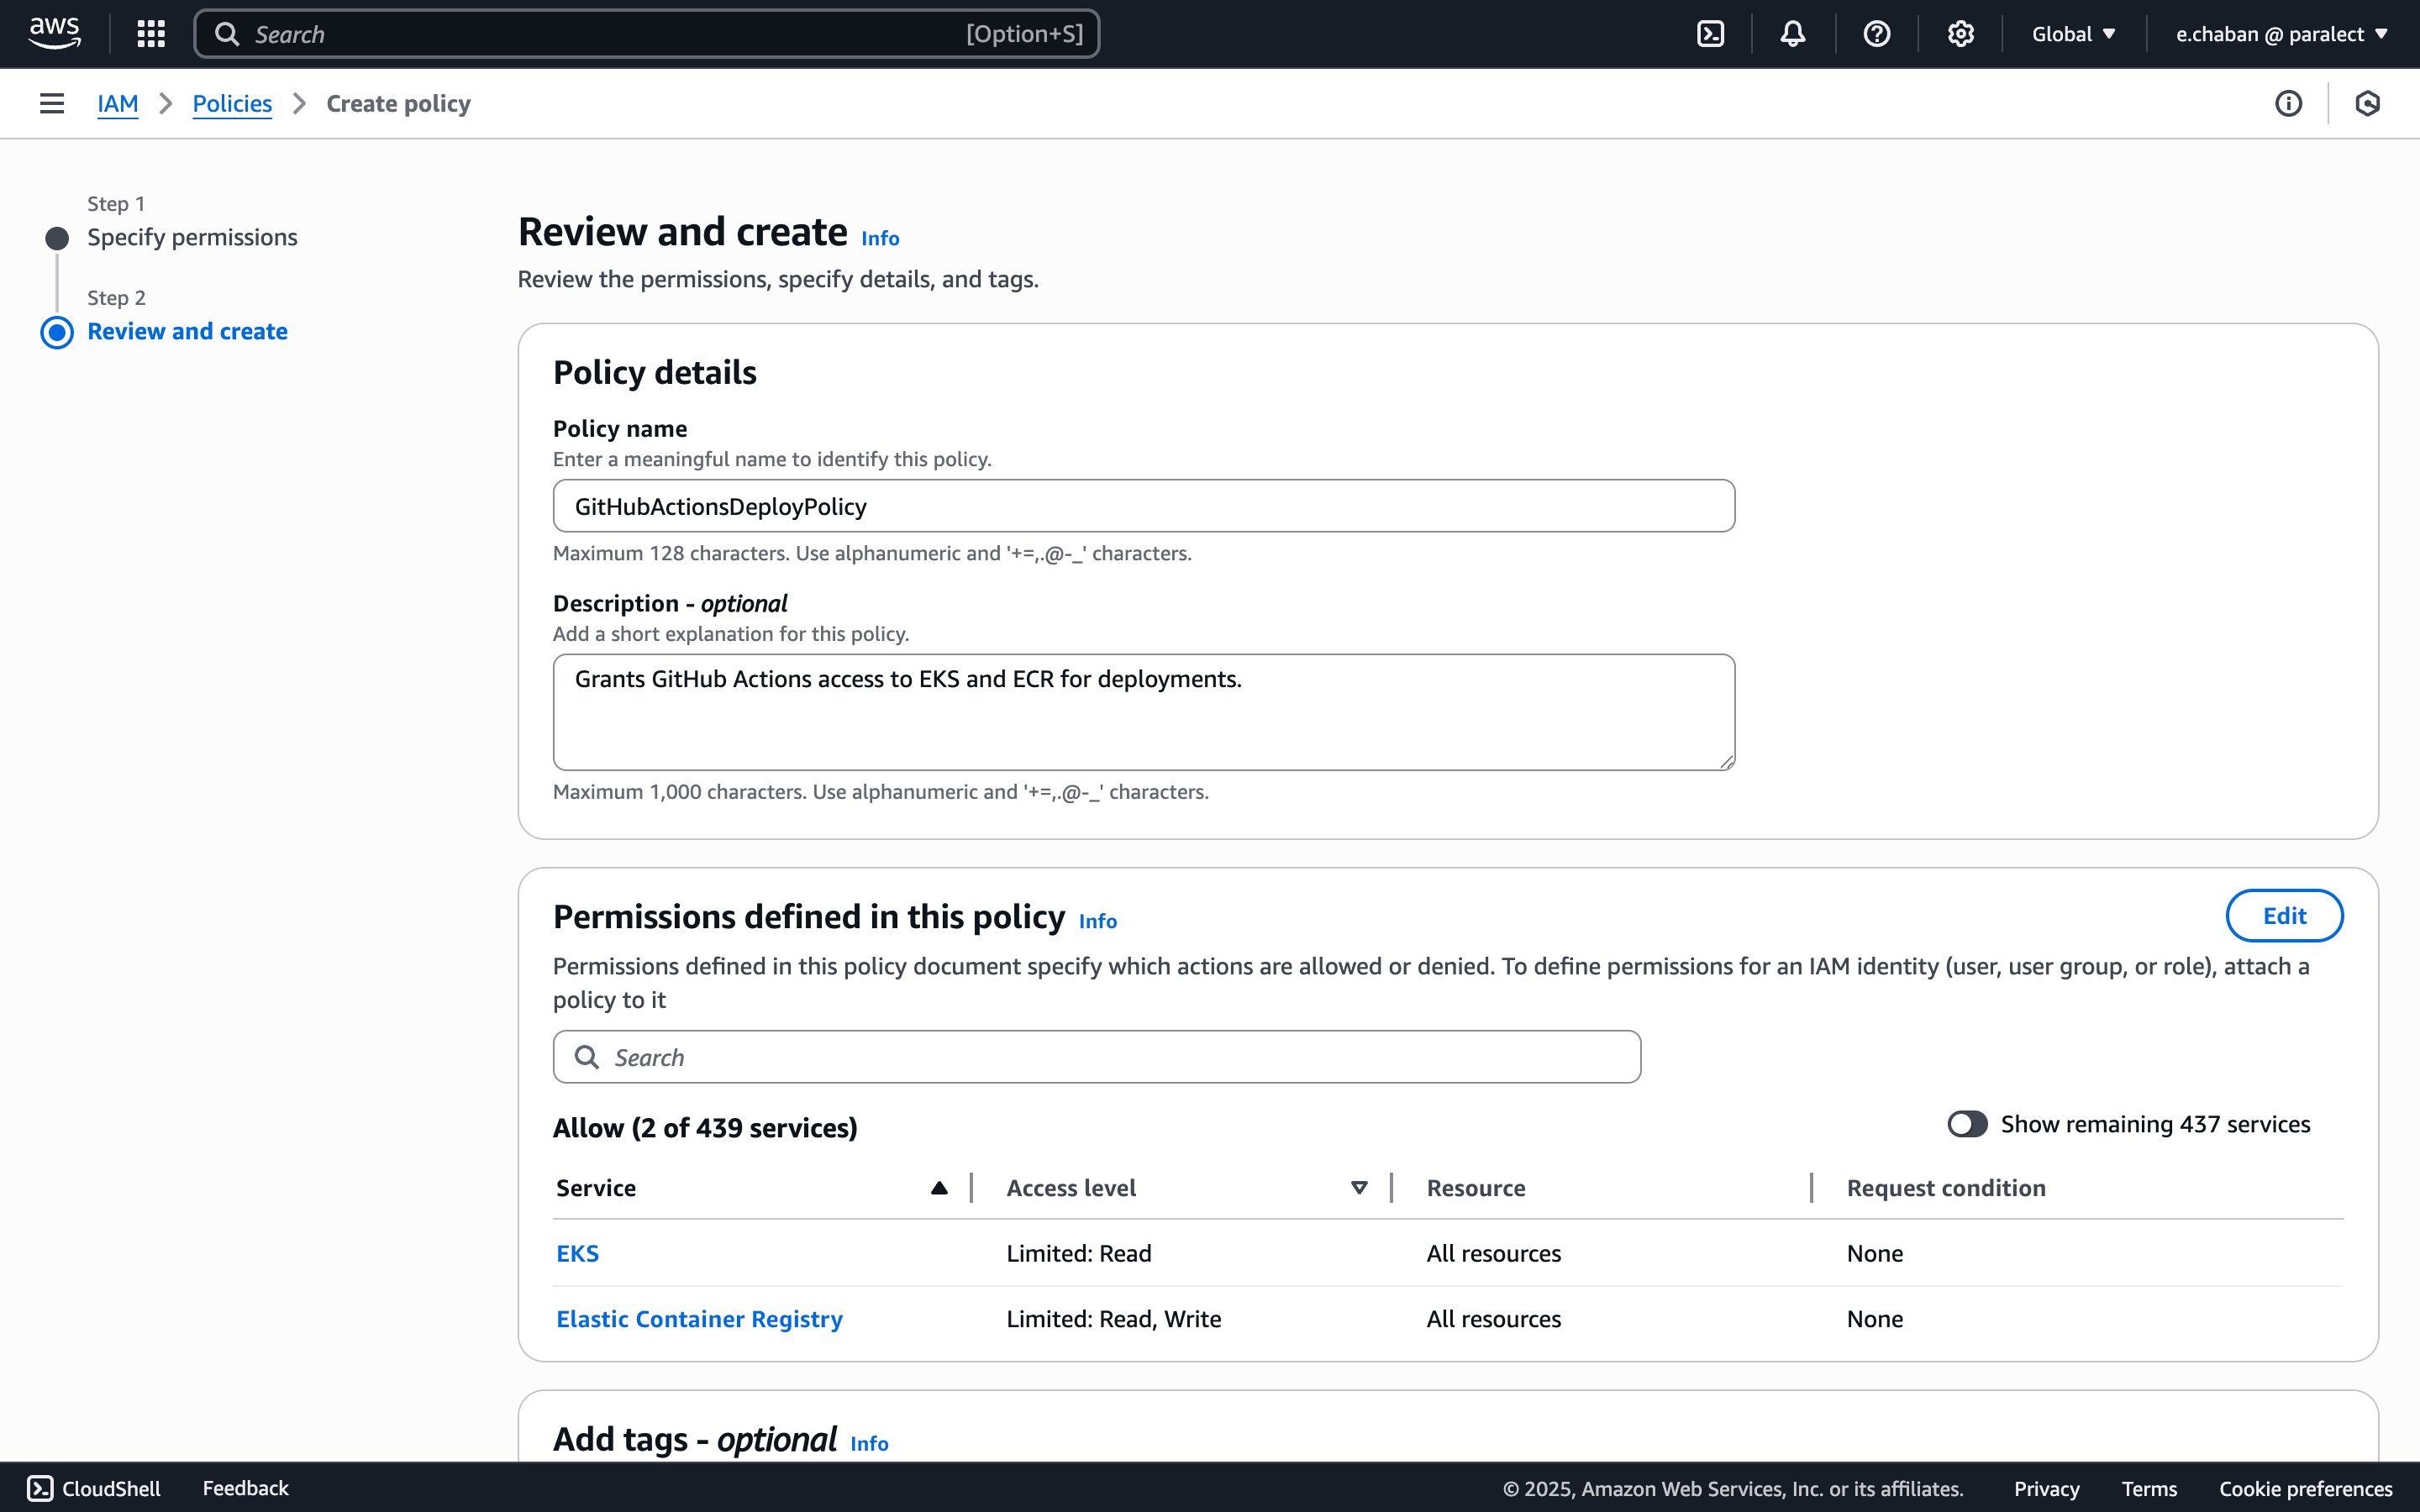 aws
Search
[Option+S]
Global
e.chaban @ paralect
IAM
Policies
Create policy
Step 1
Specify permissions
Step 2
Review and create
Review and create
Info
Review the permissions, specify details, and tags.
Policy details
Policy name
Enter a meaningful name to identify this policy.
GitHubActionsDeployPolicy
Maximum 128 characters. Use alphanumeric and '+=,.@-_' characters.
Description - optional
Add a short explanation for this policy.
Grants GitHub Actions access to EKS and ECR for deployments.
Maximum 1,000 characters. Use alphanumeric and '+=,.@-_' characters.
Permissions defined in this policy
Info
Edit
Permissions defined in this policy document specify which actions are allowed or denied. To define permissions for an IAM identity (user, user group, or role), attach a
policy to it
Search
Allow (2 of 439 services)
Show remaining 437 services
Service
Access level
Resource
Request condition
EKS
Limited: Read
All resources
None
Elastic Container Registry
Limited: Read, Write
All resources
None
Add tags - optional
Info
CloudShell
Feedback
© 2025, Amazon Web Services, Inc. or its affiliates.
Privacy
Terms
Cookie preferences